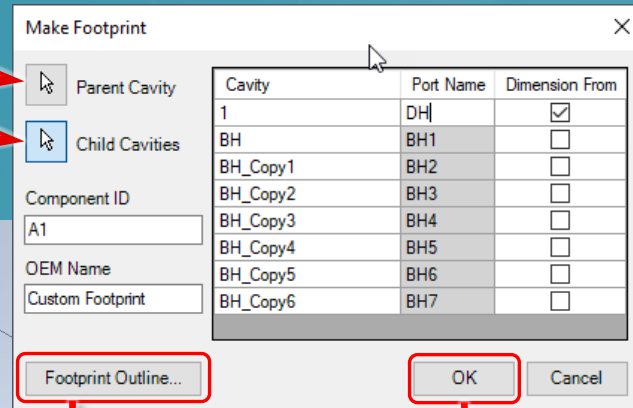 Make Footprint
Parent Cavity
Child Cavities
Component ID
A1
OEM Name
Custom Footprint
Cavity Port Name Dimension From
1 DH
BH BH1
BH_Copy1 BH2
BH_Copy2 BH3
BH_Copy3 BH4
BH_Copy4 BH5
BH_Copy5 BH6
BH_Copy6 BH7
Footprint Outline... OK Cancel